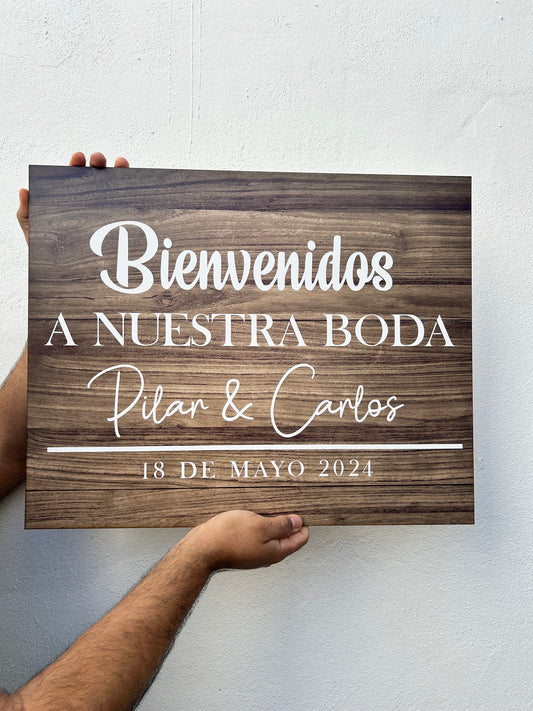 Bienvenidos
A NUESTRA BODA
Pilar & Carlos
18 DE MAYO 2024